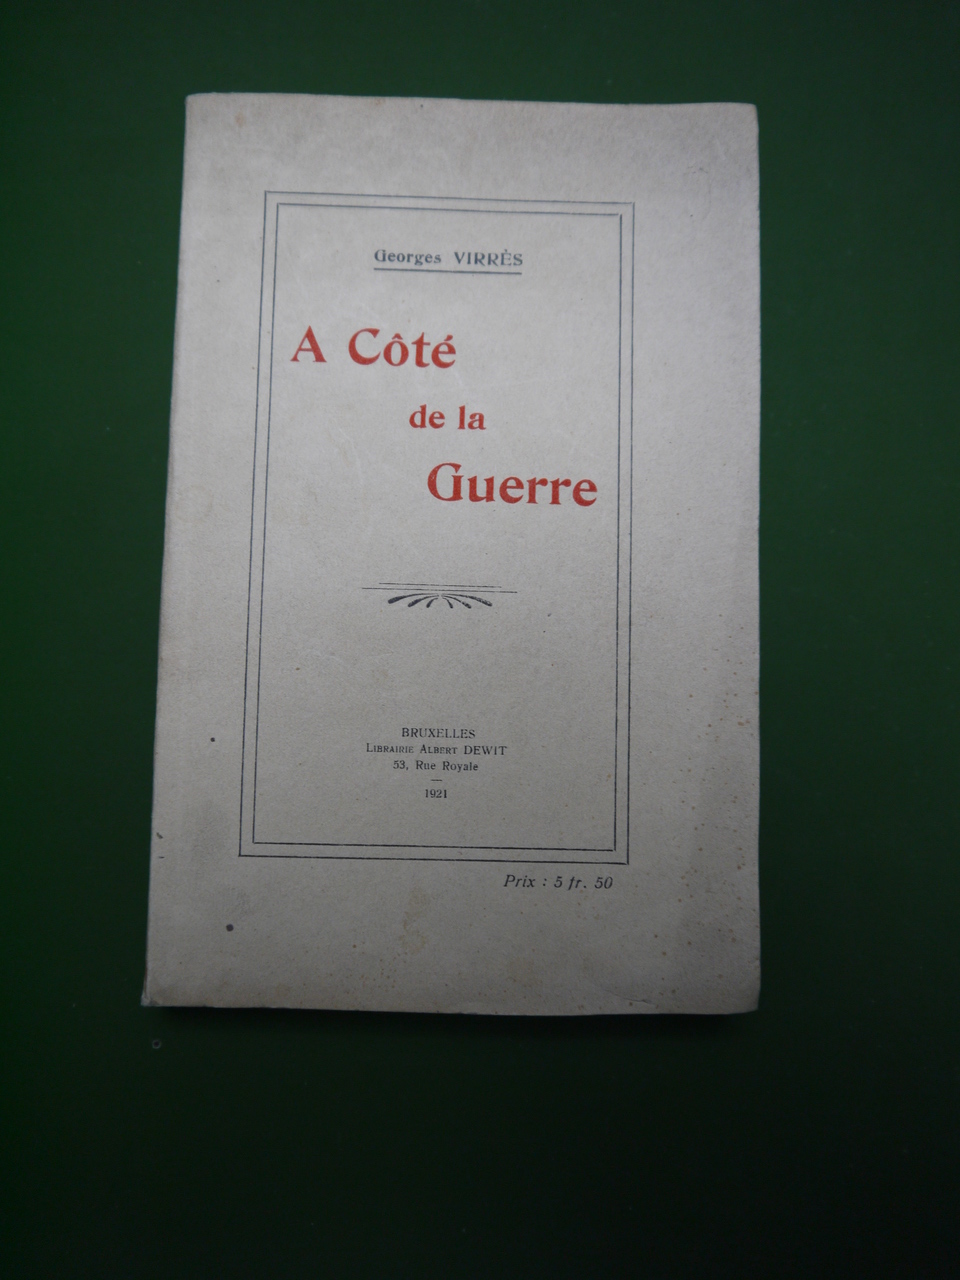 Georges VIRRÈS
A Côté
de la
Guerre
BRUXELLES
LIBRAIRIE ALBERT DEWIT
53, Rue Royale
1921
Prix : 5 fr. 50